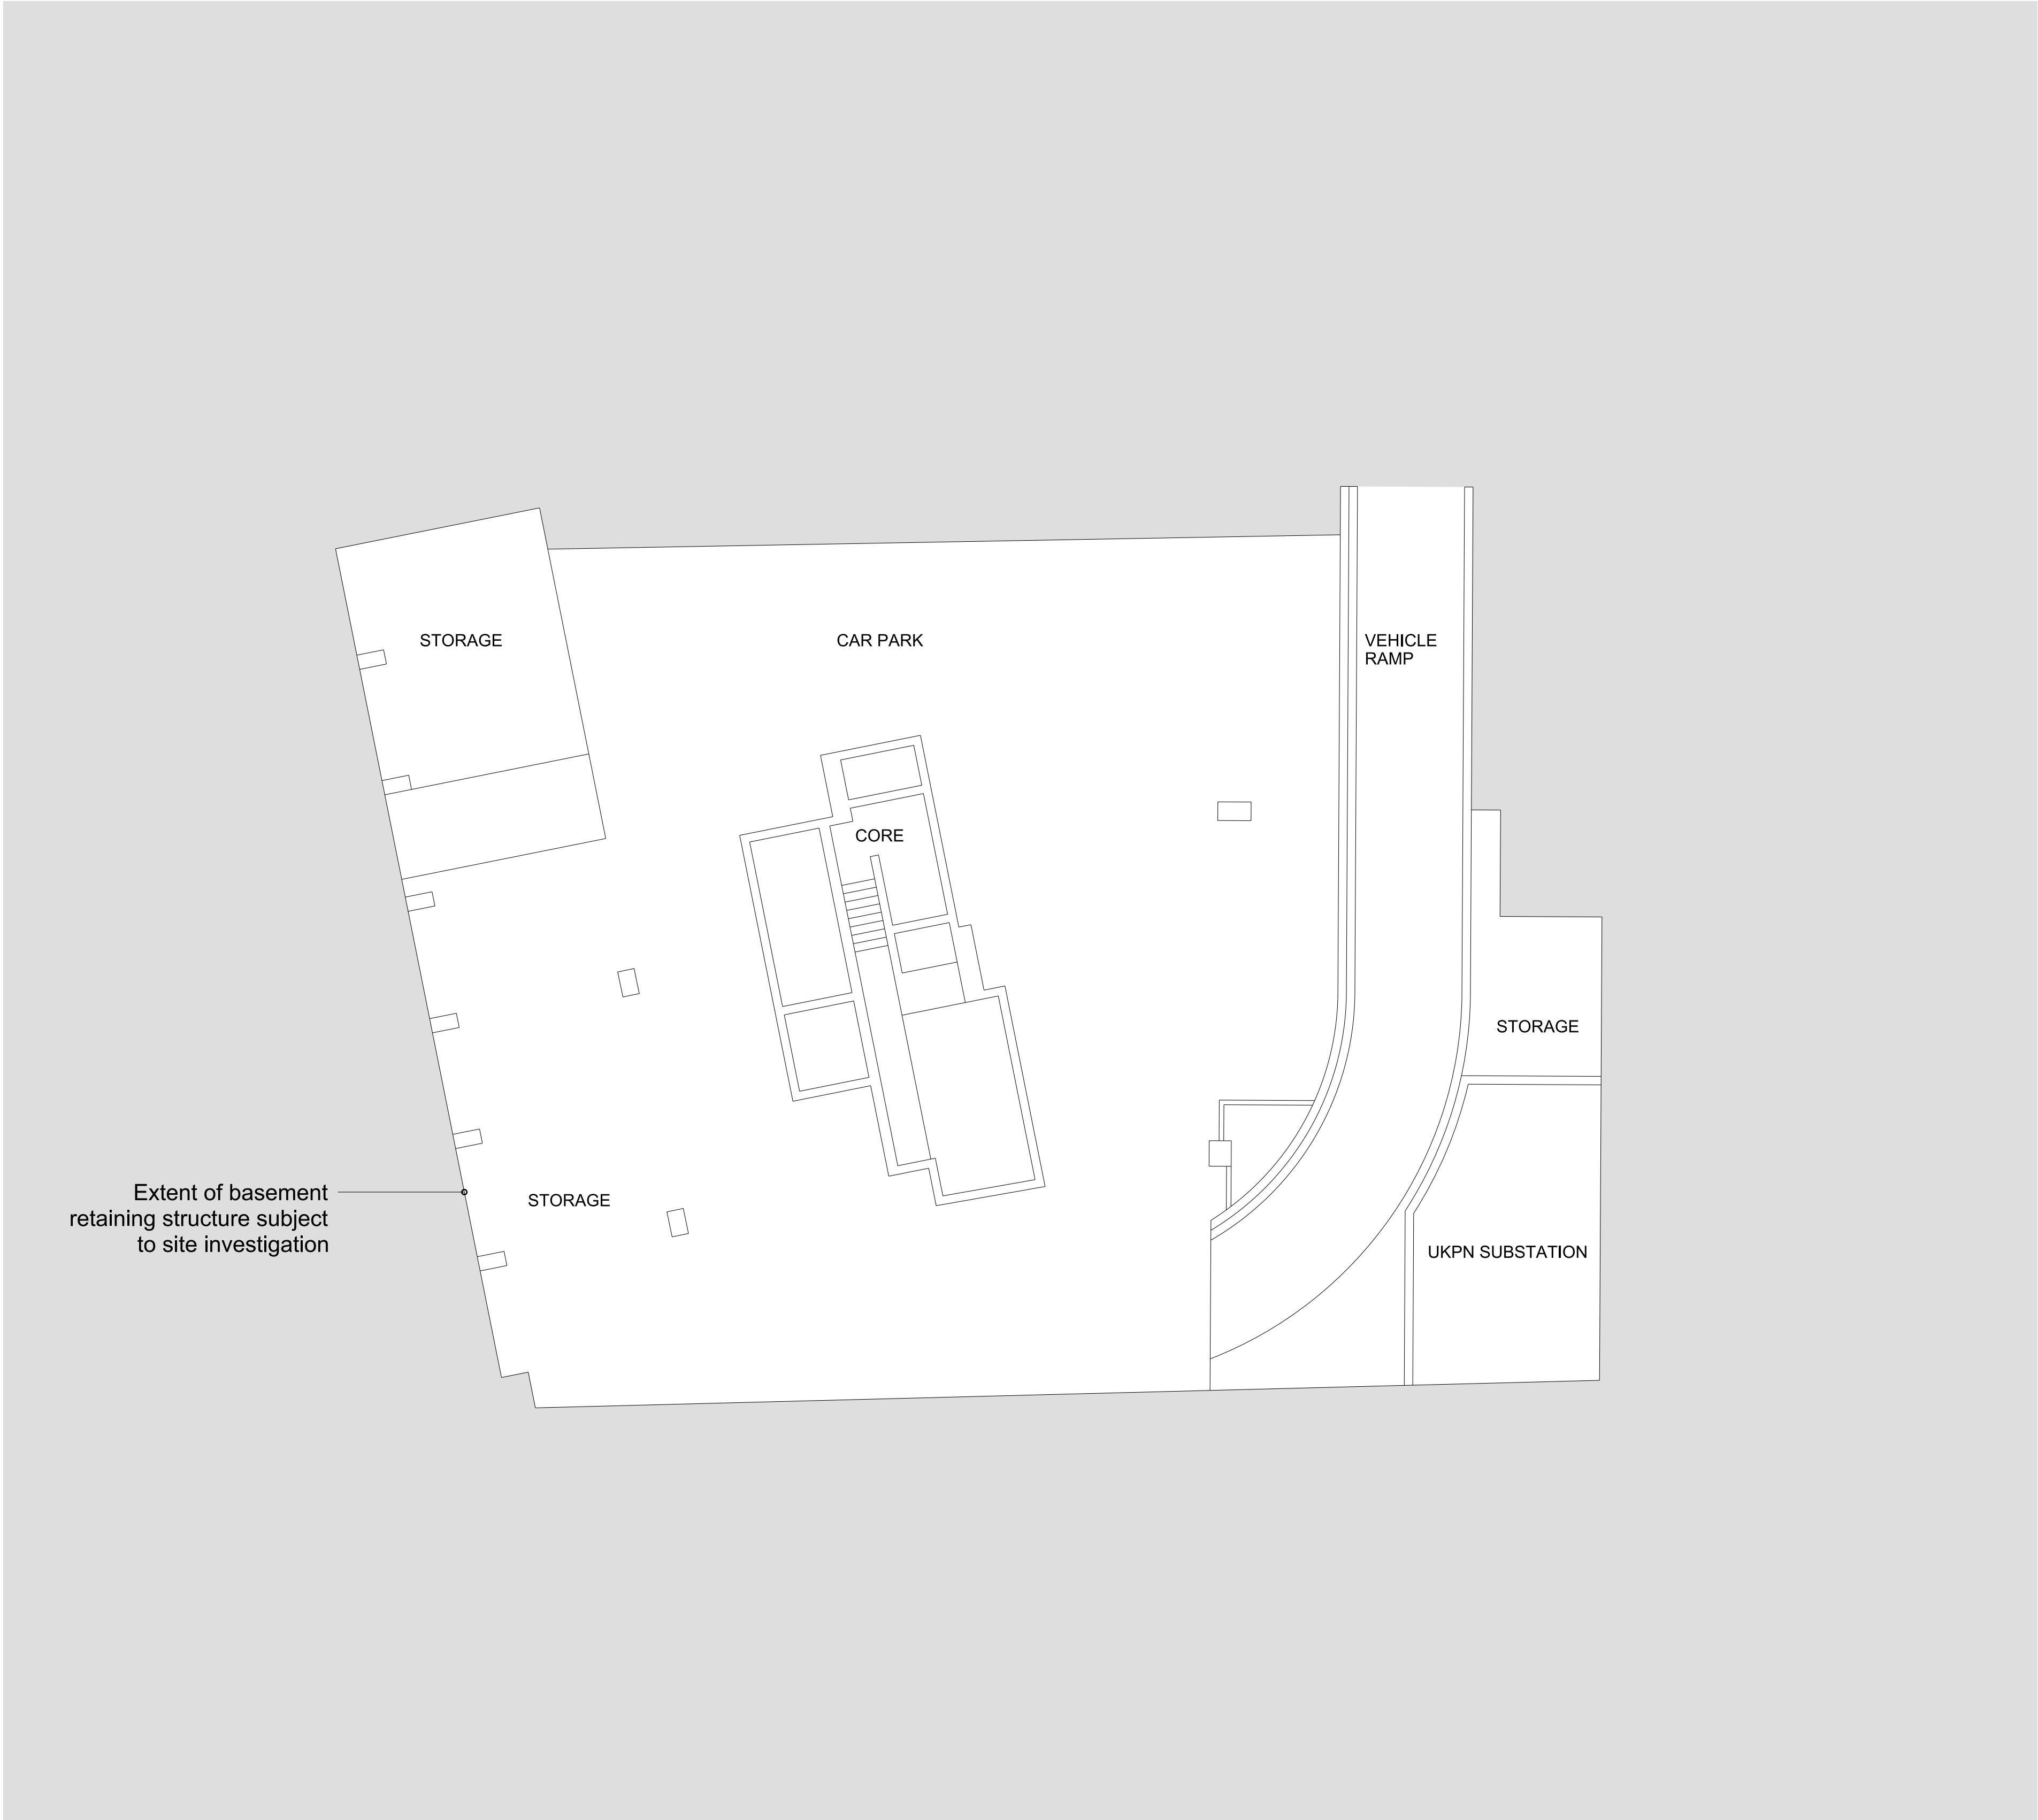 STORAGE
CAR PARK
VEHICLE
RAMP
CORE
STORAGE
Extent of basement
retaining structure subject
to site investigation
STORAGE
UKPN SUBSTATION